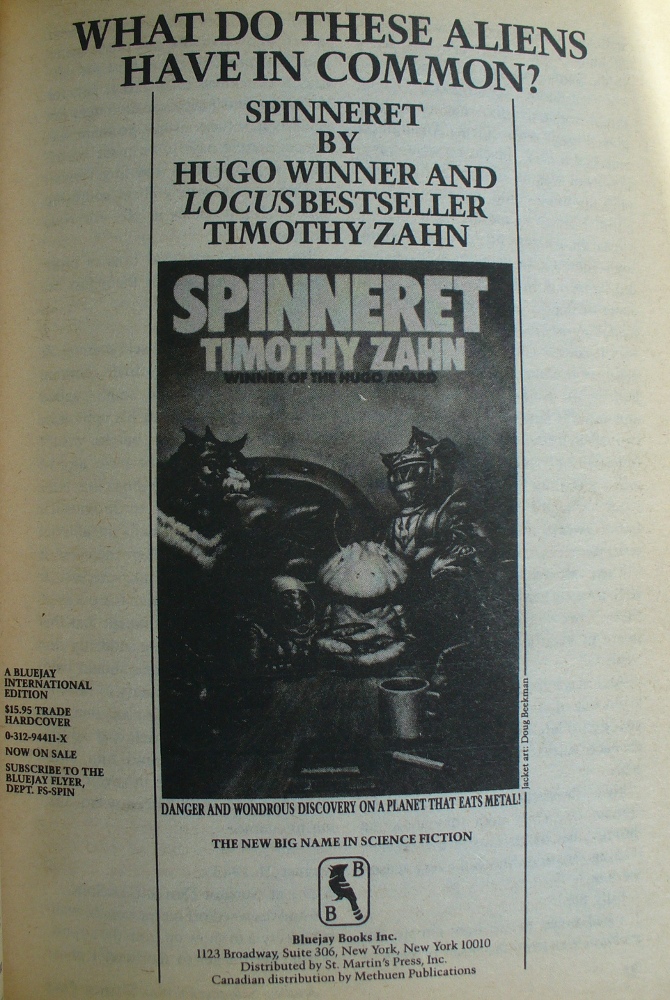 WHAT DO THESE ALIENS
HAVE IN COMMON?
SPINNERET
BY
HUGO WINNER AND
LOCUS BESTSELLER
TIMOTHY ZAHN
SPINNERET
TIMOTHY ZAHN
WINNER OF THE HUGO AWARD
Jacket art: Doug Beekman
A BLUEJAY
INTERNATIONAL
EDITION
$15.95 TRADE
HARDCOVER
0-312-94411-X
NOW ON SALE
SUBSCRIBE TO THE
BLUEJAY FLYER,
DEPT. FS-SPIN
DANGER AND WONDROUS DISCOVERY ON A PLANET THAT EATS METAL!
THE NEW BIG NAME IN SCIENCE FICTION
B
B
Bluejay Books Inc.
1123 Broadway, Suite 306, New York, New York 10010
Distributed by St. Martin's Press, Inc.
Canadian distribution by Methuen Publications